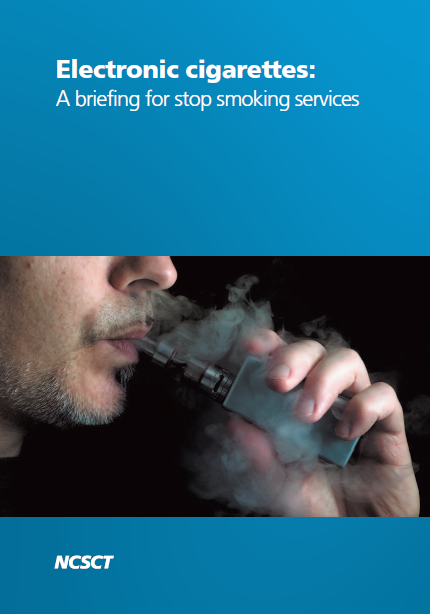 Electronic cigarettes:
A briefing for stop smoking services
NCSCT